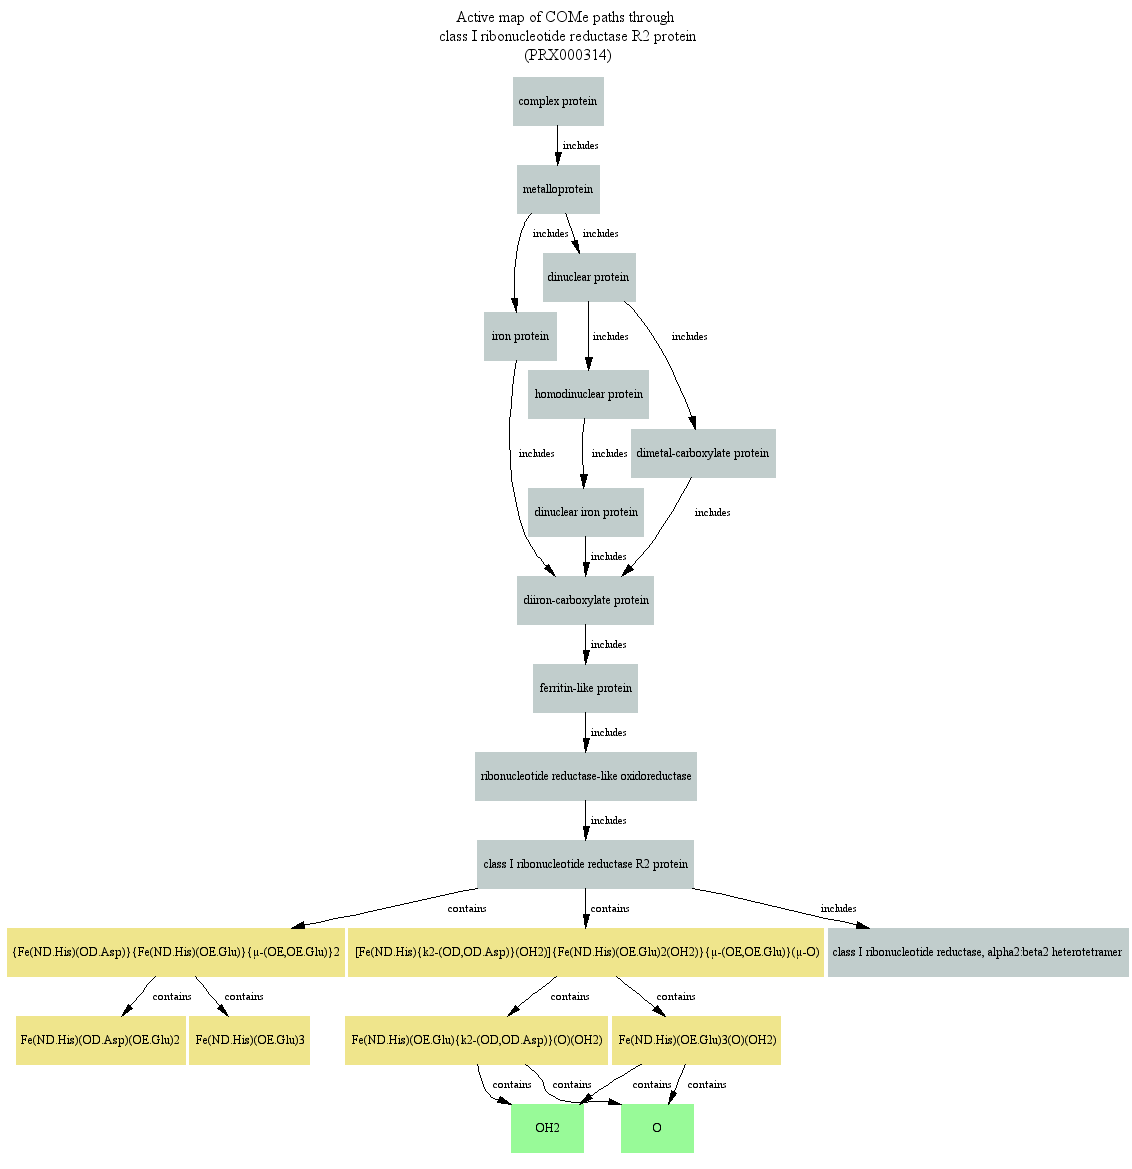 Active map of COMe paths through
class I ribonucleotide reductase R2 protein
(PRX000314)
complex protein
includes
metalloprotein
includes
includes
dinuclear protein
iron protein
includes
includes
homodinuclear protein
includes
includes
dimetal-carboxylate protein
dinuclear iron protein
includes
includes
diiron-carboxylate protein
includes
ferritin-like protein
includes
ribonucleotide reductase-like oxidoreductase
includes
class I ribonucleotide reductase R2 protein
contains
contains
includes
{Fe(ND.His)(OD.Asp)}{Fe(ND.His)(OE.Glu)}{μ-(OE,OE.Glu)}2
[Fe(ND.His){k2-(OD,OD.Asp)}(OH2)]{Fe(ND.His)(OE.Glu)2(OH2)}{μ-(OE,OE.Glu)}(μ-O)
class I ribonucleotide reductase, alpha2:beta2 heterotetramer
contains
contains
contains
contains
Fe(ND.His)(OD.Asp)(OE.Glu)2
Fe(ND.His)(OE.Glu)3
Fe(ND.His)(OE.Glu){k2-(OD,OD.Asp)}(O)(OH2)
Fe(ND.His)(OE.Glu)3(O)(OH2)
contains
contains
contains
contains
OH2
O